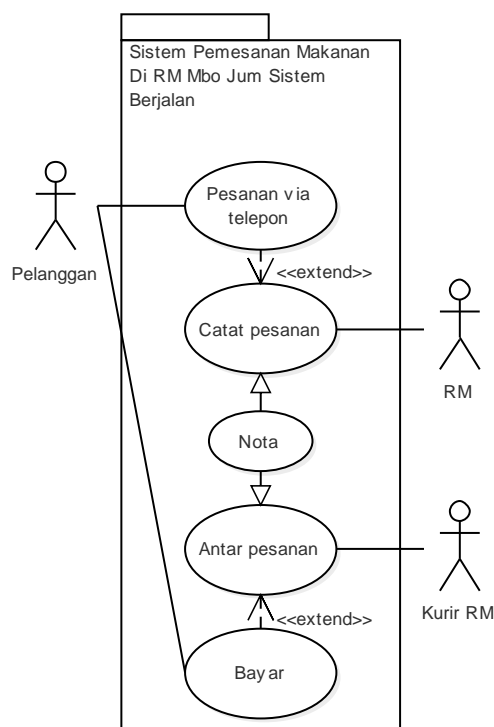 Sistem Pemesanan Makanan
Di RM Mbo Jum Sistem
Berjalan
Pesanan via
telepon
Pelanggan
<<extend>>
Catat pesanan
RM
Nota
Antar pesanan
Kurir RM
<<extend>>
Bayar